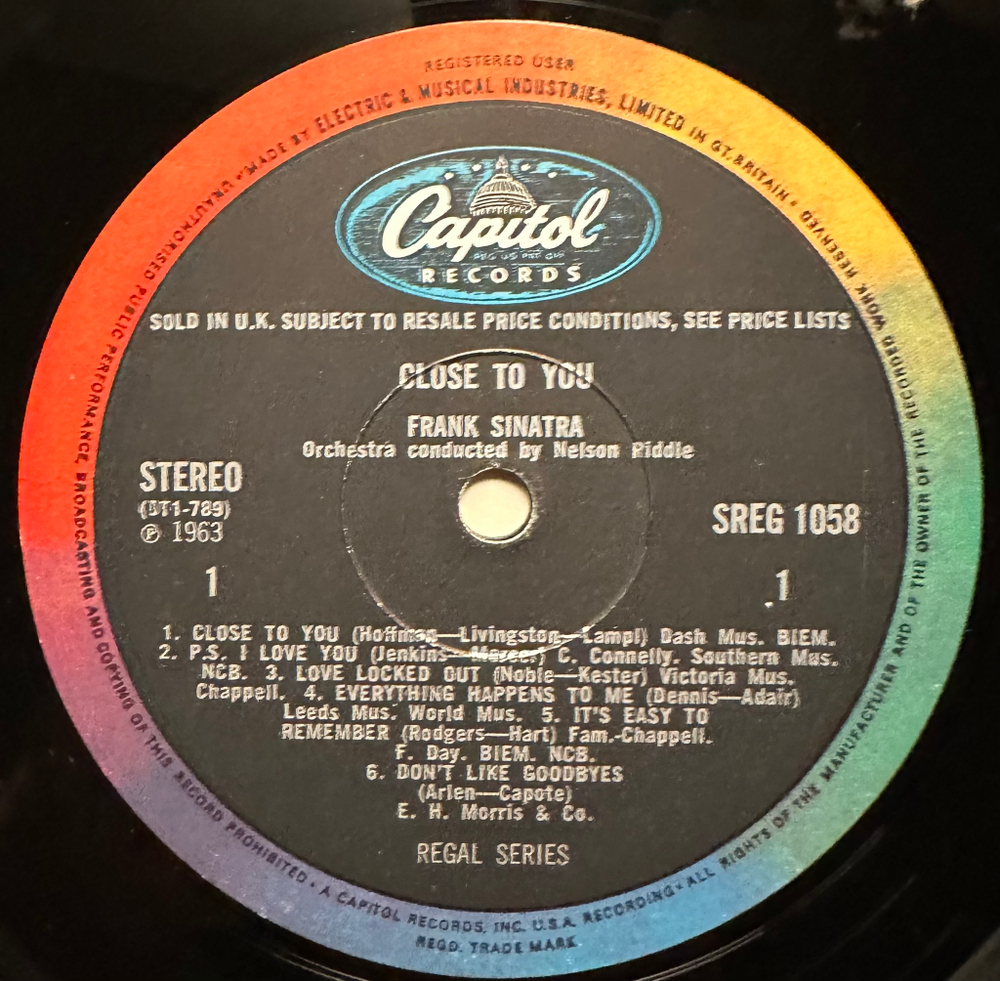 REGISTERED USER
MADE BY ELECTRIC & MUSICAL INDUSTRIES, LIMITED IN GT. BRITAIN • ALL RIGHTS OF THE MANUFACTURER AND OF THE OWNER OF THE RECORDED WORK RESERVED •
UNAUTHORISED PUBLIC PERFORMANCE, BROADCASTING AND COPYING OF THIS RECORD PROHIBITED •
Capitol
REG. US PAT. OFF.
RECORDS
SOLD IN U.K. SUBJECT TO RESALE PRICE CONDITIONS, SEE PRICE LISTS
CLOSE TO YOU
FRANK SINATRA
Orchestra conducted by Nelson Riddle
STEREO
(ST1-789)
℗ 1963
SREG 1058
1
1
1. CLOSE TO YOU (Hoffman—Livingston—Lampl) Dash Mus. BIEM.
2. P.S. I LOVE YOU (Jenkins—Mercer) C. Connelly. Southern Mus.
NCB. 3. LOVE LOCKED OUT (Noble—Kester) Victoria Mus.
Chappell. 4. EVERYTHING HAPPENS TO ME (Dennis—Adair)
Leeds Mus. World Mus. 5. IT'S EASY TO
REMEMBER (Rodgers—Hart) Fam.-Chappell.
F. Day. BIEM. NCB.
6. DON'T LIKE GOODBYES
(Arlen—Capote)
E. H. Morris & Co.
REGAL SERIES
A CAPITOL RECORDS, INC. U.S.A. RECORDING •
REGD. TRADE MARK